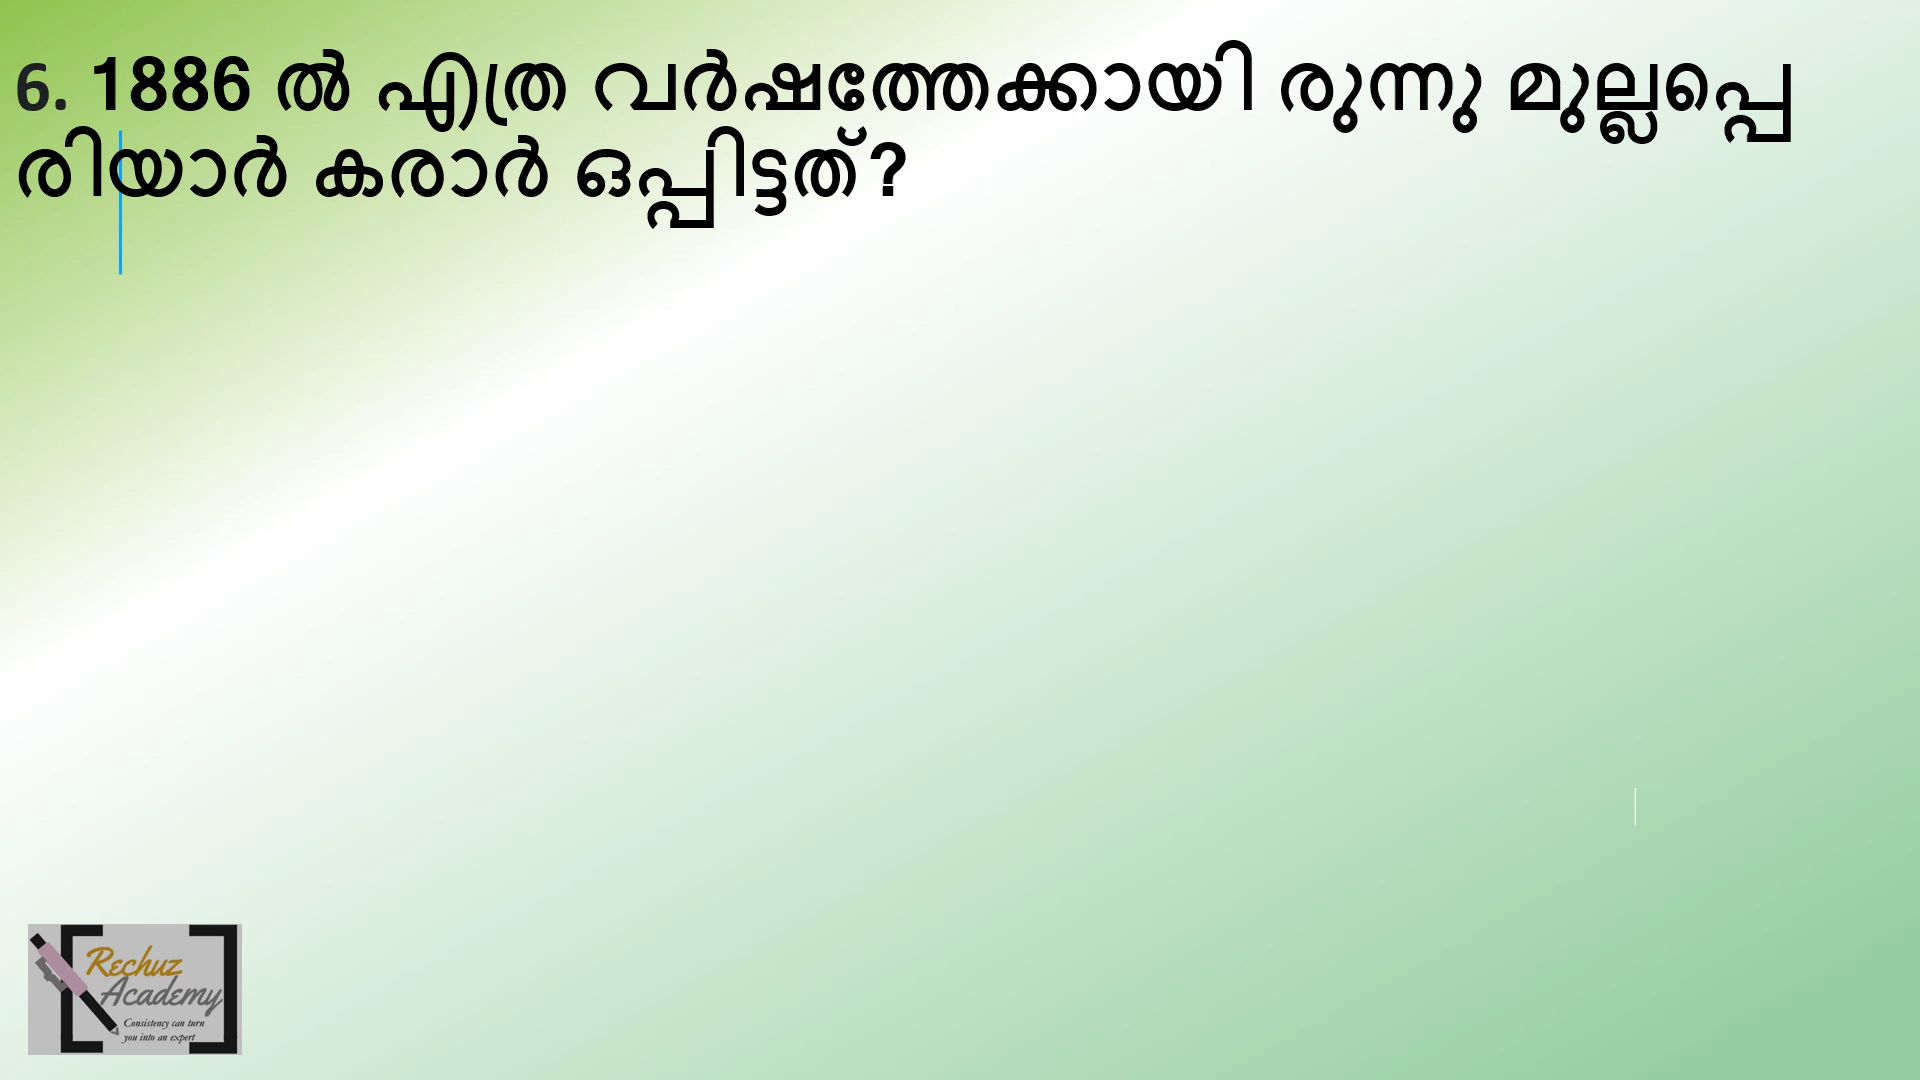 6. 1886 ൽ എത്ര വർഷത്തേക്കായി രുന്നു മുല്ലപ്പെ
രിയാർ കരാർ ഒപ്പിട്ടത്?
Rechuz
Academy
Consistency can turn
you into an expert